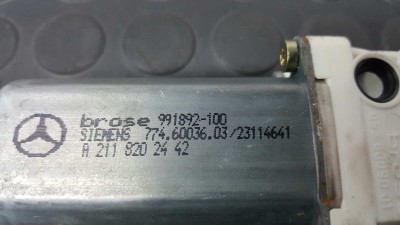 brose 991892-100
SIEMENS 774.60036.03/23114641
A 211 820 24 42